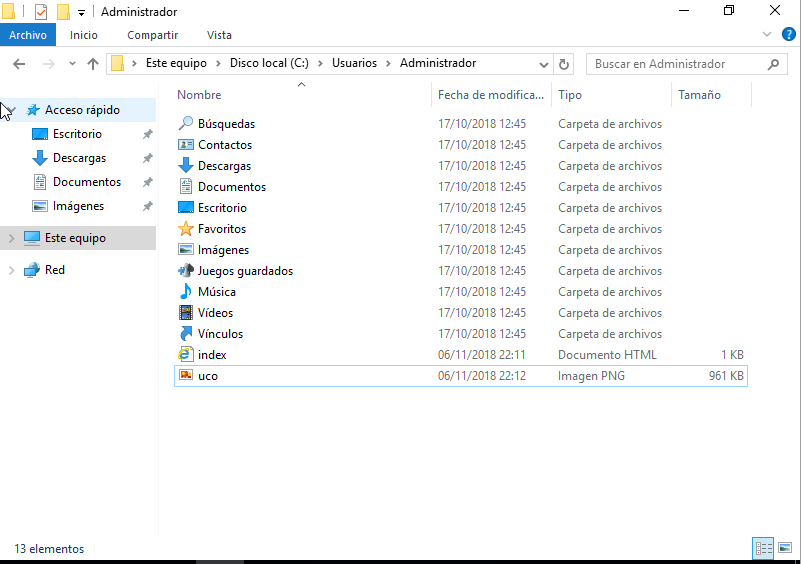 Administrador
Archivo Inicio Compartir Vista
Este equipo Disco local (C:) Usuarios Administrador Buscar en Administrador
Nombre Fecha de modifica... Tipo Tamaño
Acceso rápido
Escritorio
Descargas
Documentos
Imágenes
Este equipo
Red
Búsquedas 17/10/2018 12:45 Carpeta de archivos
Contactos 17/10/2018 12:45 Carpeta de archivos
Descargas 17/10/2018 12:45 Carpeta de archivos
Documentos 17/10/2018 12:45 Carpeta de archivos
Escritorio 17/10/2018 12:45 Carpeta de archivos
Favoritos 17/10/2018 12:45 Carpeta de archivos
Imágenes 17/10/2018 12:45 Carpeta de archivos
Juegos guardados 17/10/2018 12:45 Carpeta de archivos
Música 17/10/2018 12:45 Carpeta de archivos
Vídeos 17/10/2018 12:45 Carpeta de archivos
Vínculos 17/10/2018 12:45 Carpeta de archivos
index 06/11/2018 22:11 Documento HTML 1 KB
uco 06/11/2018 22:12 Imagen PNG 961 KB
13 elementos